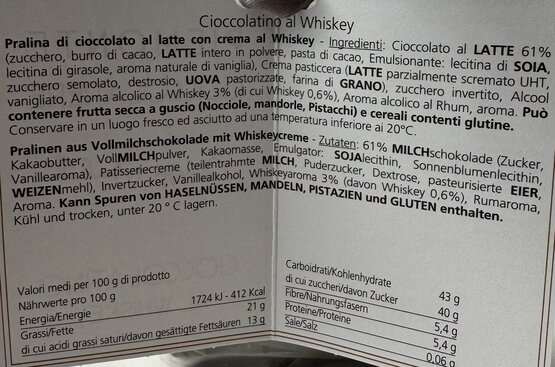 Cioccolatino al Whiskey
Pralina di cioccolato al latte con crema al Whiskey - Ingredienti: Cioccolato al LATTE 61%
(zucchero, burro di cacao, LATTE intero in polvere, pasta di cacao, Emulsionante: lecitina di SOIA,
lecitina di girasole, aroma naturale di vaniglia), Crema pasticcera (LATTE parzialmente scremato UHT,
zucchero semolato, destrosio, UOVA pastorizzate, farina di GRANO), zucchero invertito, Alcool
vanigliato, Aroma alcolico al Whiskey 3% (di cui Whiskey 0,6%), Aroma alcolico al Rhum, aroma. Può
contenere frutta secca a guscio (Nocciole, mandorle, Pistacchi) e cereali contenti glutine.
Conservare in un luogo fresco ed asciutto ad una temperatura inferiore ai 20°C.
Pralinen aus Vollmilchschokolade mit Whiskeycreme - Zutaten: 61% MILCHschokolade (Zucker,
Kakaobutter, VollMILCHpulver, Kakaomasse, Emulgator: SOJAlecithin, Sonnenblumenlecithin,
Vanillearoma), Patisseriecreme (teilentrahmte MILCH, Puderzucker, Dextrose, pasteurisierte EIER,
WEIZENmehl), Invertzucker, Vanillealkohol, Whiskeyaroma 3% (davon Whiskey 0,6%), Rumaroma,
Aroma. Kann Spuren von HASELNÜSSEN, MANDELN, PISTAZIEN und GLUTEN enthalten.
Kühl und trocken, unter 20 ° C lagern.
Valori medi per 100 g di prodotto
Nährwerte pro 100 g
Energia/Energie 1724 kJ - 412 Kcal
Grassi/Fette 21 g
di cui acidi grassi saturi/davon gesättigte Fettsäuren 13 g
Carboidrati/Kohlenhydrate 43 g
di cui zuccheri/davon Zucker 40 g
Fibre/Nahrungsfasern 5,4 g
Proteine/Proteine 5,4 g
Sale/Salz 0,06 g